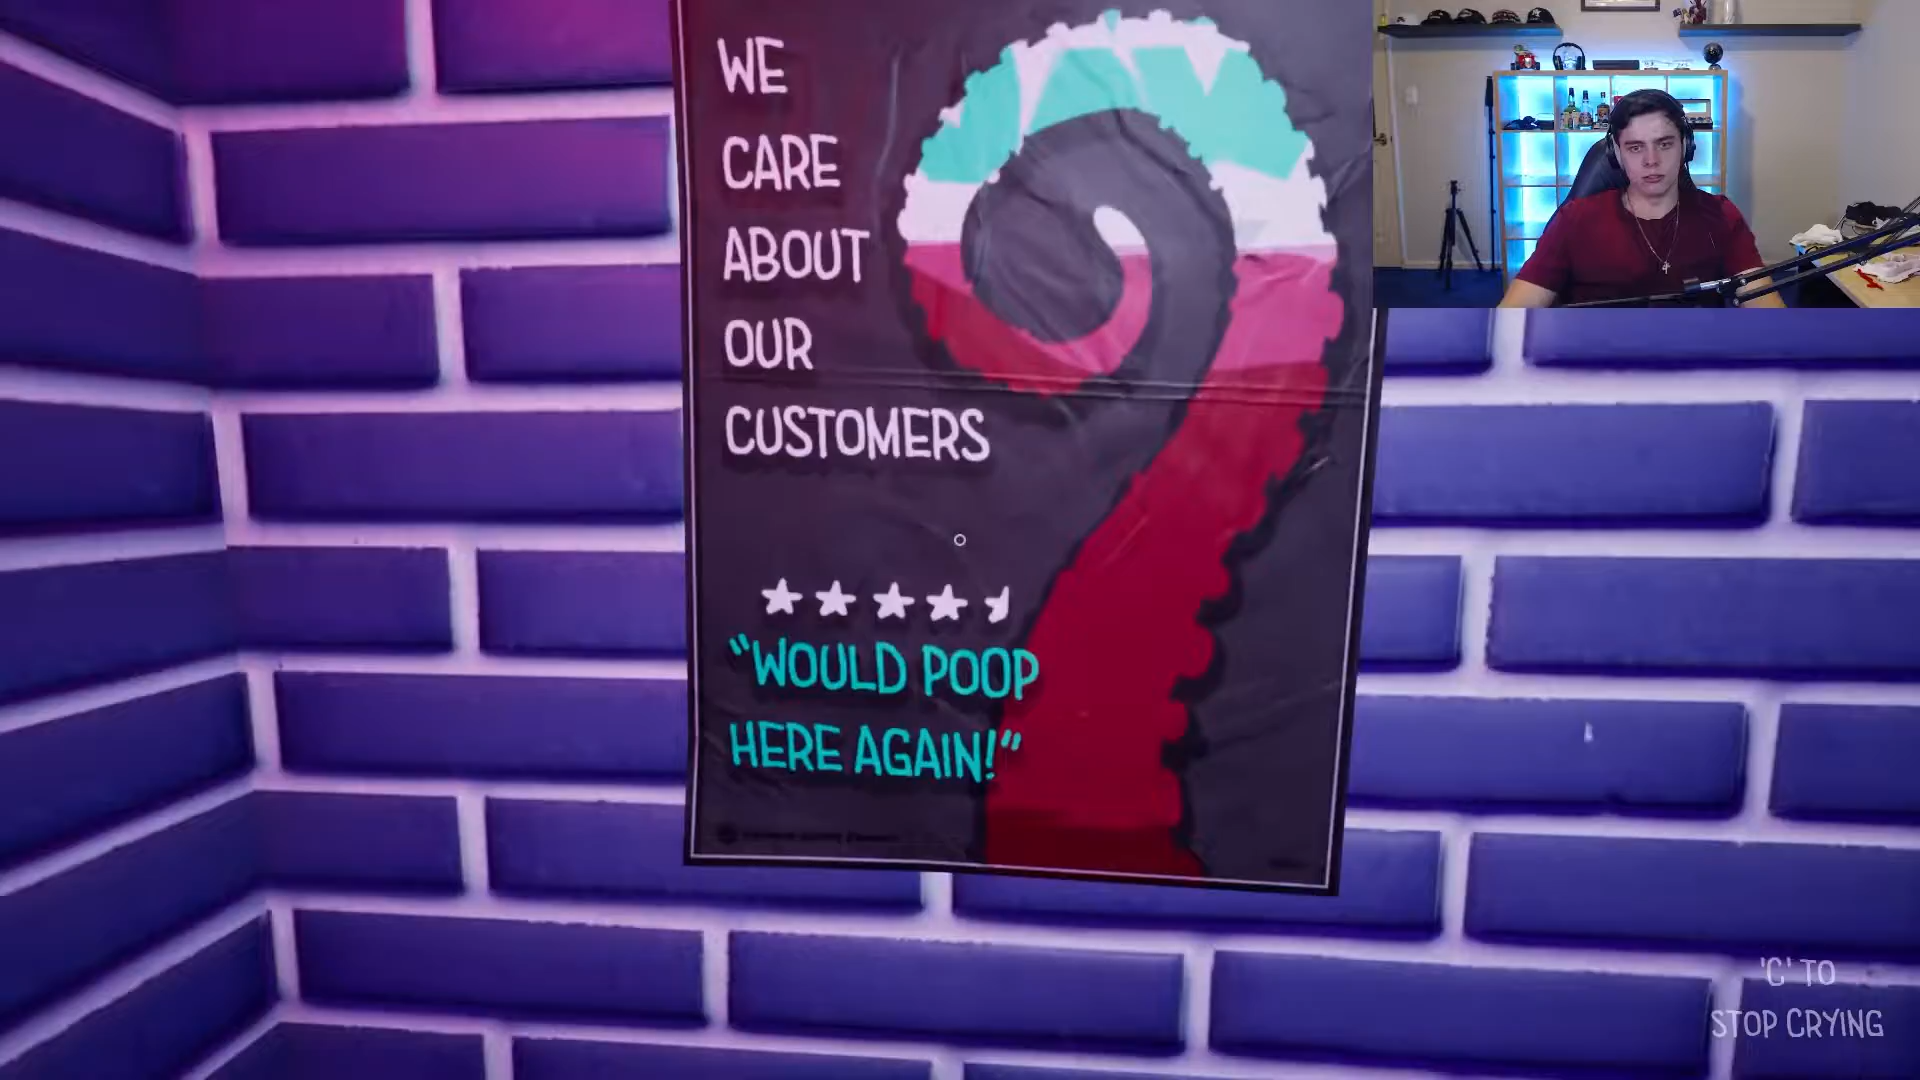 WE
CARE
ABOUT
OUR
CUSTOMERS
“WOULD POOP
HERE AGAIN!”
'C' TO
STOP CRYING